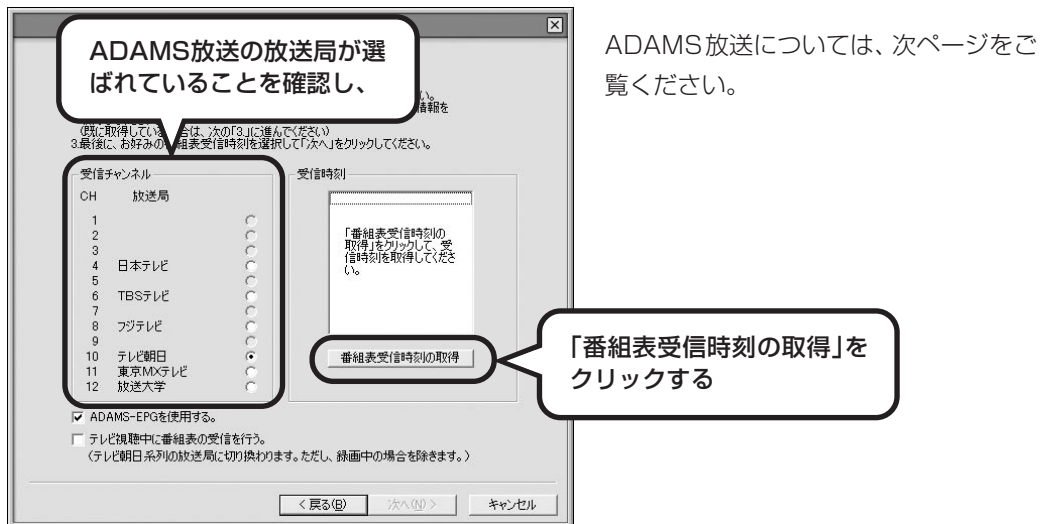 ADAMS放送の放送局が選
ばれていることを確認し、
ADAMS放送については、次ページをご
覧ください。
い。
情報を
(既に取得してい 合は、次の「3.」に進んでください)
3.最後に、お好みの 組表受信時刻を選択して「次へ」をクリックしてください。
受信チャンネル
CH 放送局
1
2
3
4 日本テレビ
5
6 TBSテレビ
7
8 フジテレビ
9
10 テレビ朝日
11 東京MXテレビ
12 放送大学
受信時刻
「番組表受信時刻の
取得」をクリックして、受
信時刻を取得してくださ
い。
番組表受信時刻の取得
「番組表受信時刻の取得」を
クリックする
ADAMS-EPGを使用する。
テレビ視聴中に番組表の受信を行う。
(テレビ朝日系列の放送局に切り換わります。ただし、録画中の場合を除きます。)
< 戻る(B)
次へ(N) >
キャンセル